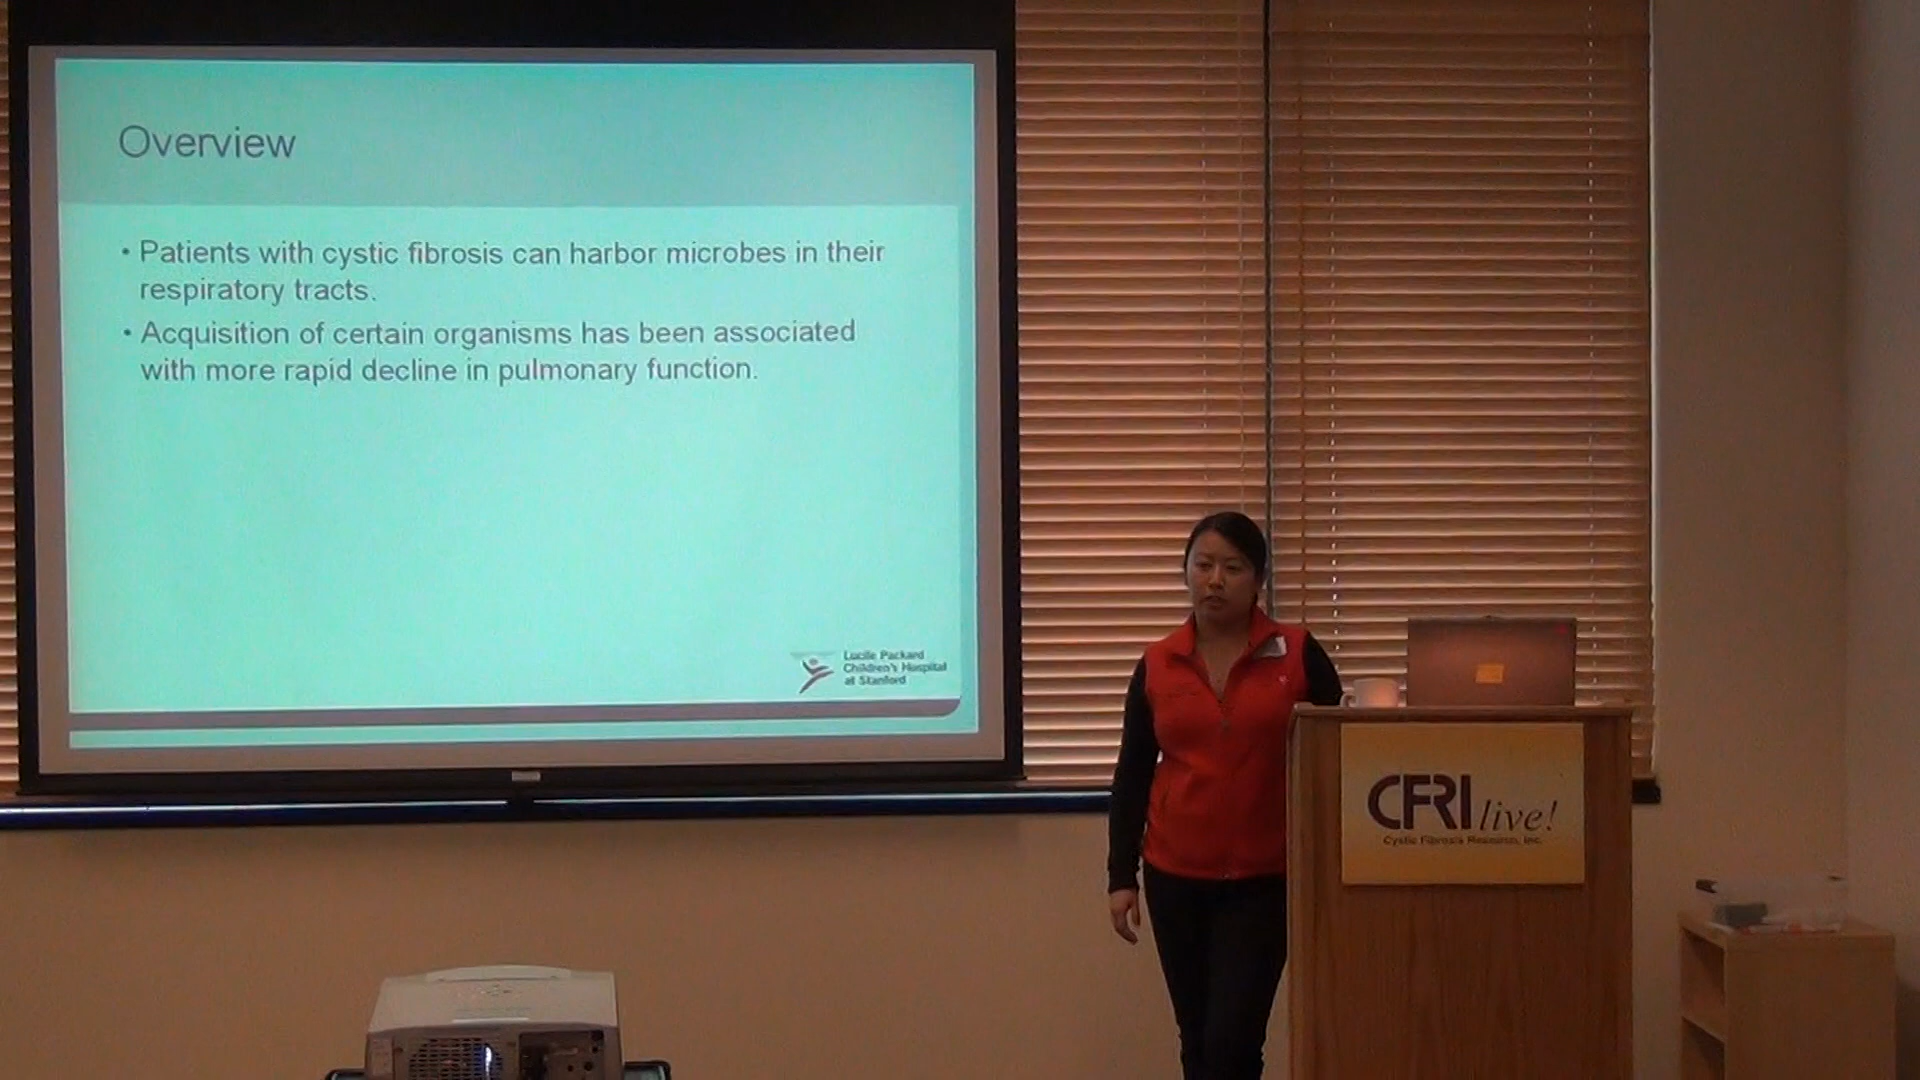 Overview
• Patients with cystic fibrosis can harbor microbes in their
respiratory tracts.
• Acquisition of certain organisms has been associated
with more rapid decline in pulmonary function.
Lucile Packard
Children's Hospital
at Stanford
CFRI live!
Cystic Fibrosis Research, Inc.